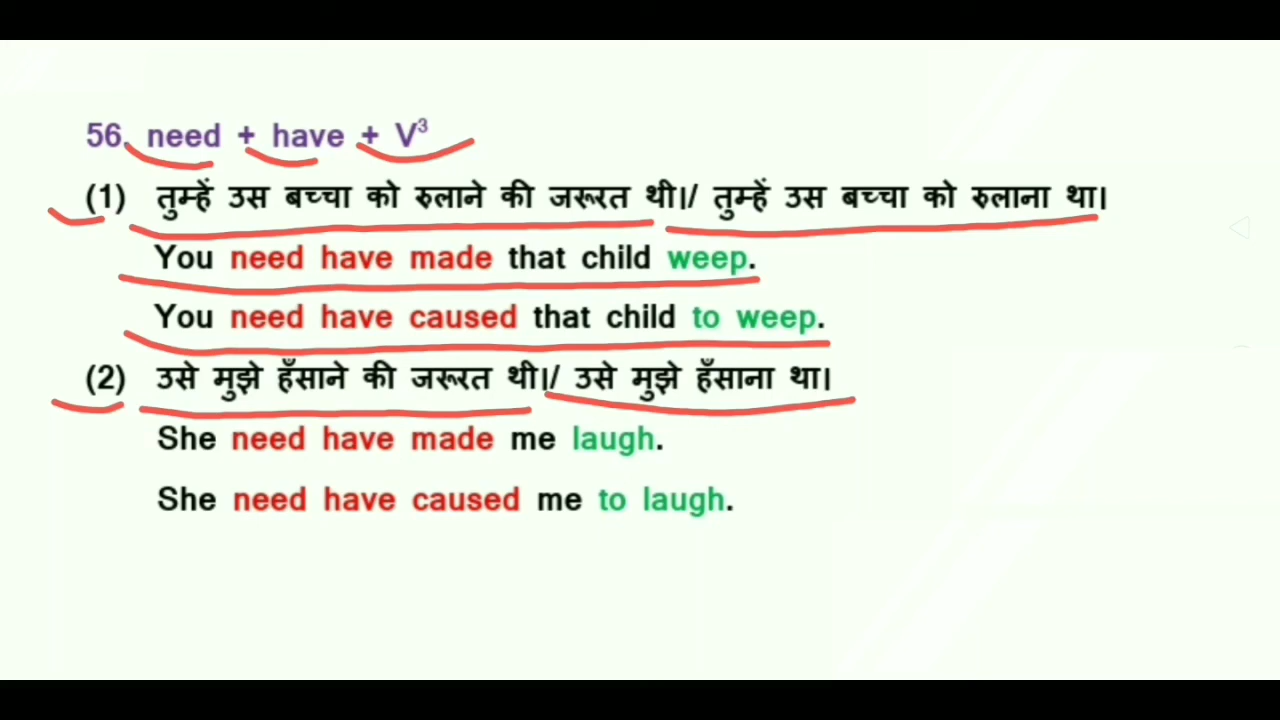 56. need + have + V³
(1) तुम्हें उस बच्चा को रुलाने की जरूरत थी।/ तुम्हें उस बच्चा को रुलाना था।
You need have made that child weep.
You need have caused that child to weep.
(2) उसे मुझे हँसाने की जरूरत थी।/ उसे मुझे हँसाना था।
She need have made me laugh.
She need have caused me to laugh.